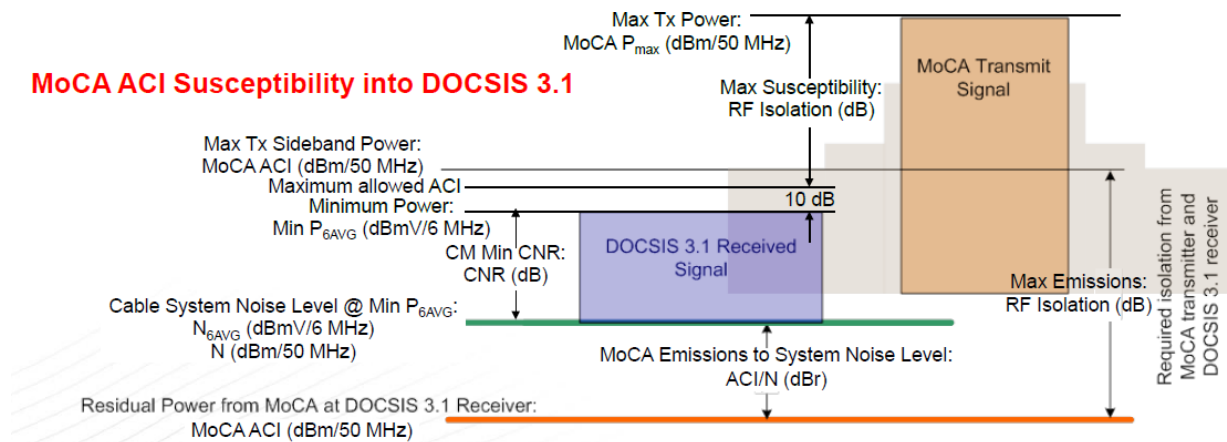 Max Tx Power:
MoCA Pmax (dBm/50 MHz)
MoCA ACI Susceptibility into DOCSIS 3.1
MoCA Transmit
Signal
Max Susceptibility:
RF Isolation (dB)
Max Tx Sideband Power:
MoCA ACI (dBm/50 MHz)
Maximum allowed ACI
10 dB
Minimum Power:
Min P6AVG (dBmV/6 MHz)
CM Min CNR:
CNR (dB)
DOCSIS 3.1 Received
Signal
Max Emissions:
RF Isolation (dB)
Required isolation from
MoCA transmitter and
DOCSIS 3.1 receiver
Cable System Noise Level @ Min P6AVG:
N6AVG (dBmV/6 MHz)
N (dBm/50 MHz)
MoCA Emissions to System Noise Level:
ACI/N (dBr)
Residual Power from MoCA at DOCSIS 3.1 Receiver:
MoCA ACI (dBm/50 MHz)